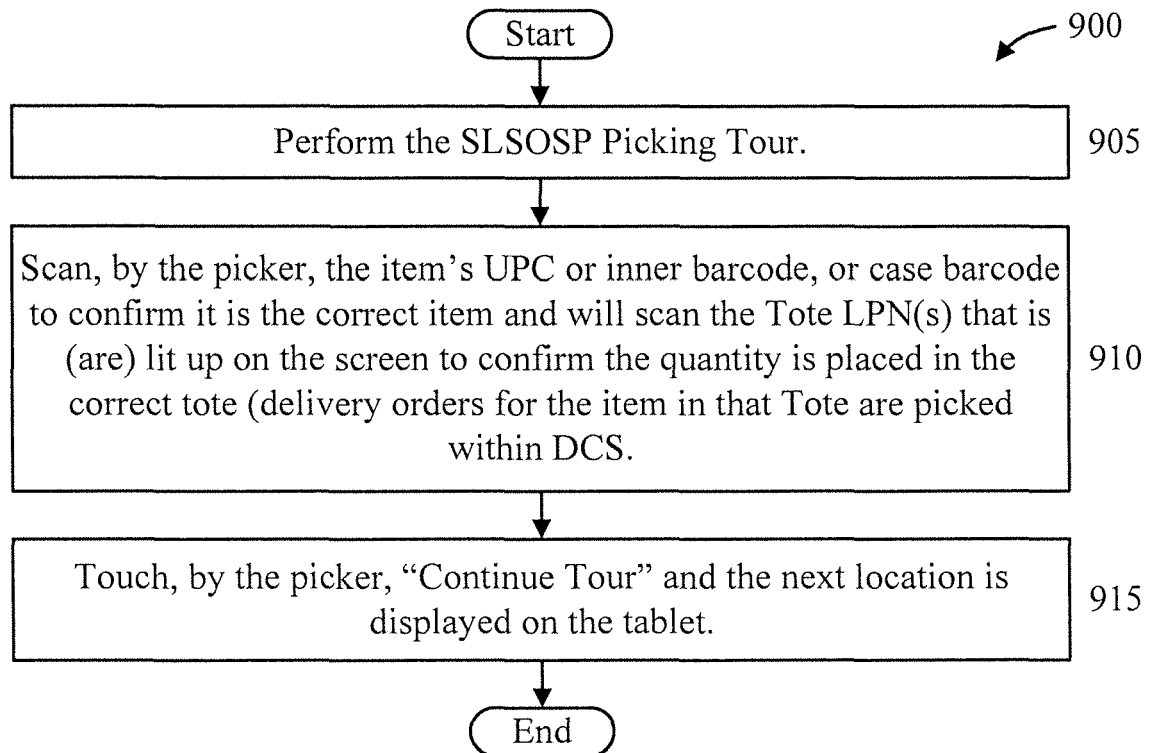 Start
900
Perform the SLSOSP Picking Tour.
905
Scan, by the picker, the item's UPC or inner barcode, or case barcode
to confirm it is the correct item and will scan the Tote LPN(s) that is
(are) lit up on the screen to confirm the quantity is placed in the
correct tote (delivery orders for the item in that Tote are picked
within DCS.
910
Touch, by the picker, “Continue Tour” and the next location is
displayed on the tablet.
915
End